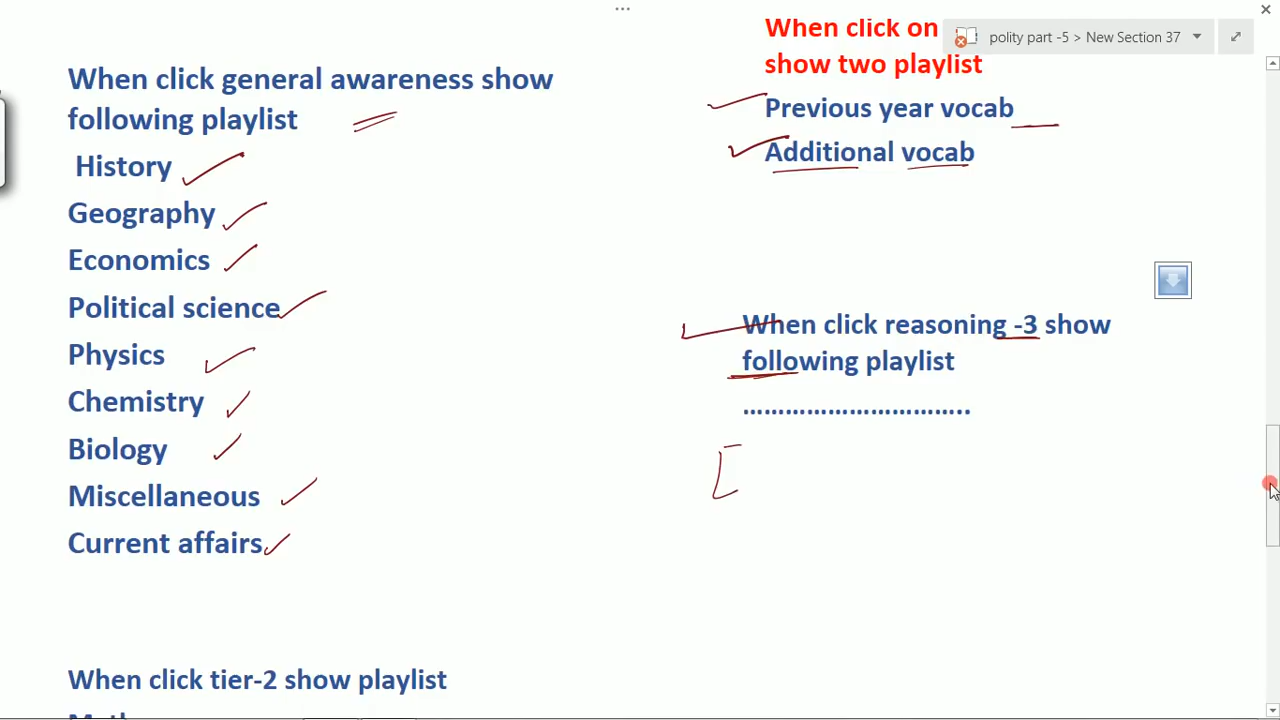 polity part -5 > New Section 37
When click general awareness show
following playlist
History
Geography
Economics
Political science
Physics
Chemistry
Biology
Miscellaneous
Current affairs
When click tier-2 show playlist
When click on
show two playlist
Previous year vocab
Additional vocab
When click reasoning -3 show
following playlist
................................